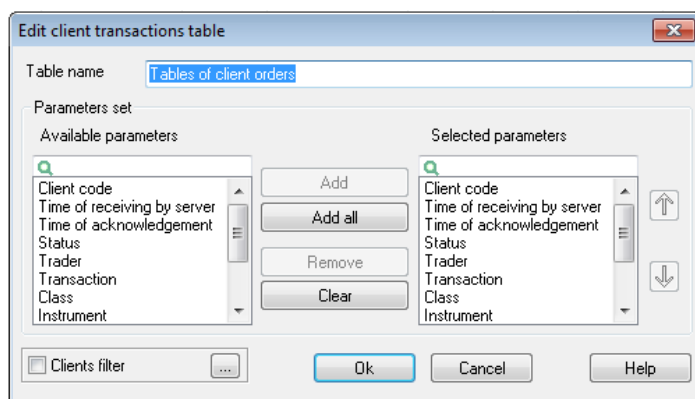 Edit client transactions table
Table name
Tables of client orders
Parameters set
Available parameters
Selected parameters
Client code
Time of receiving by server
Time of acknowledgement
Status
Trader
Transaction
Class
Instrument
Add
Add all
Remove
Clear
Client code
Time of receiving by server
Time of acknowledgement
Status
Trader
Transaction
Class
Instrument
Clients filter
...
Ok
Cancel
Help